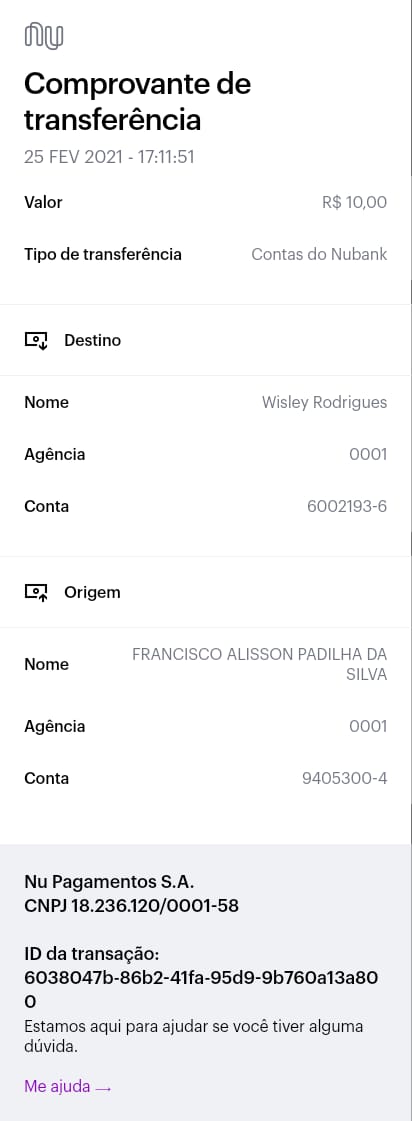 nu
Comprovante de
transferência
25 FEV 2021 - 17:11:51
Valor R$ 10,00
Tipo de transferência Contas do Nubank
Destino
Nome Wisley Rodrigues
Agência 0001
Conta 6002193-6
Origem
Nome FRANCISCO ALISSON PADILHA DA
SILVA
Agência 0001
Conta 9405300-4
Nu Pagamentos S.A.
CNPJ 18.236.120/0001-58
ID da transação:
6038047b-86b2-41fa-95d9-9b760a13a80
0
Estamos aqui para ajudar se você tiver alguma
dúvida.
Me ajuda →